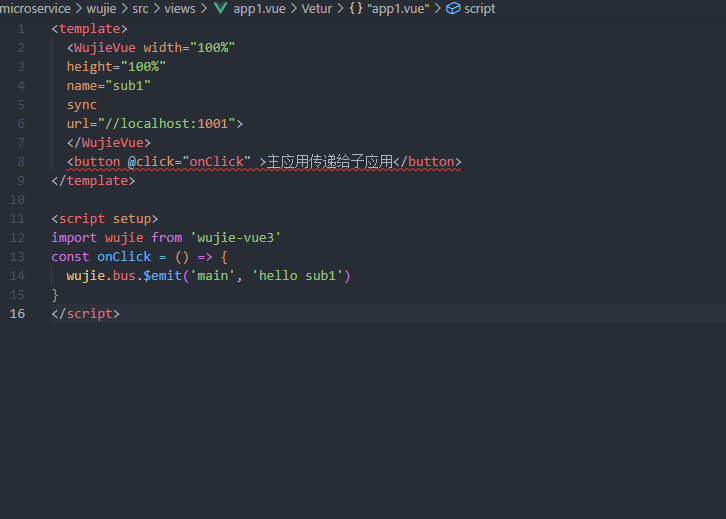 microservice > wujie > src > views > app1.vue > Vetur > {} "app1.vue" > script
1 <template>
2 <WujieVue width="100%"
3 height="100%"
4 name="sub1"
5 sync
6 url="//localhost:1001">
7 </WujieVue>
8 <button @click="onClick" >主应用传递给子应用</button>
9 </template>
10
11 <script setup>
12 import wujie from 'wujie-vue3'
13 const onClick = () => {
14 wujie.bus.$emit('main', 'hello sub1')
15 }
16 </script>